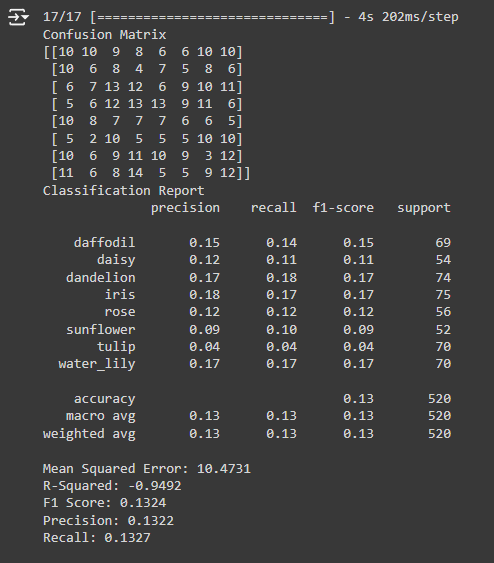 17/17 [==============================] - 4s 202ms/step
Confusion Matrix
[[10 10  9  8  6  6 10 10]
 [10  6  8  4  7  5  8  6]
 [ 6  7 13 12  6  9 10 11]
 [ 5  6 12 13 13  9 11  6]
 [10  8  7  7  7  6  6  5]
 [ 5  2 10  5  5  5 10 10]
 [10  6  9 11 10  9  3 12]
 [11  6  8 14  5  5  9 12]]
Classification Report
              precision    recall  f1-score   support
    daffodil       0.15      0.14      0.15        69
       daisy       0.12      0.11      0.11        54
   dandelion       0.17      0.18      0.17        74
        iris       0.18      0.17      0.17        75
        rose       0.12      0.12      0.12        56
   sunflower       0.09      0.10      0.09        52
       tulip       0.04      0.04      0.04        70
  water_lily       0.17      0.17      0.17        70
    accuracy                           0.13       520
   macro avg       0.13      0.13      0.13       520
weighted avg       0.13      0.13      0.13       520
Mean Squared Error: 10.4731
R-Squared: -0.9492
F1 Score: 0.1324
Precision: 0.1322
Recall: 0.1327